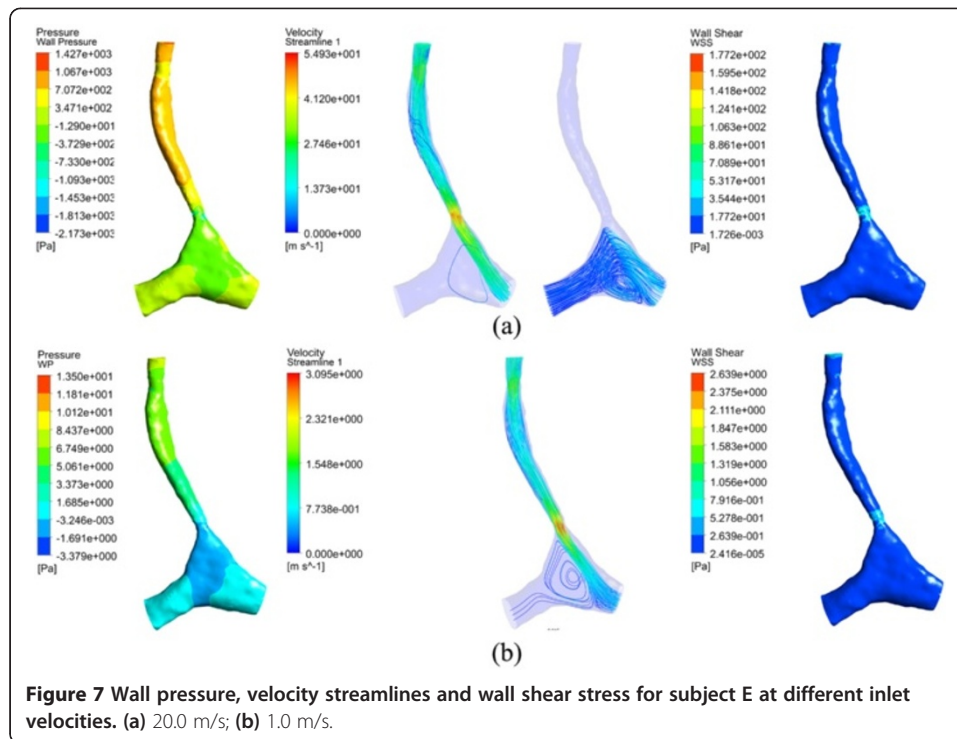 Pressure
Wall Pressure
1.427e+003
1.067e+003
7.072e+002
3.471e+002
-1.290e+001
-3.729e+002
-7.330e+002
-1.093e+003
-1.453e+003
-1.813e+003
-2.173e+003
[Pa]
Velocity
Streamline 1
5.493e+001
4.120e+001
2.746e+001
1.373e+001
0.000e+000
[m s^-1]
Wall Shear
WSS
1.772e+002
1.595e+002
1.418e+002
1.241e+002
1.063e+002
8.861e+001
7.089e+001
5.317e+001
3.544e+001
1.772e+001
1.726e-003
[Pa]
(a)
Pressure
WP
1.350e+001
1.181e+001
1.012e+001
8.437e+000
6.749e+000
5.061e+000
3.373e+000
1.685e+000
-3.246e-003
-1.691e+000
-3.379e+000
[Pa]
Velocity
Streamline 1
3.095e+000
2.321e+000
1.548e+000
7.738e-001
0.000e+000
[m s^-1]
Wall Shear
WSS
2.639e+000
2.375e+000
2.111e+000
1.847e+000
1.583e+000
1.319e+000
1.056e+000
7.916e-001
5.278e-001
2.639e-001
2.416e-005
[Pa]
(b)
Figure 7 Wall pressure, velocity streamlines and wall shear stress for subject E at different inlet
velocities. (a) 20.0 m/s; (b) 1.0 m/s.